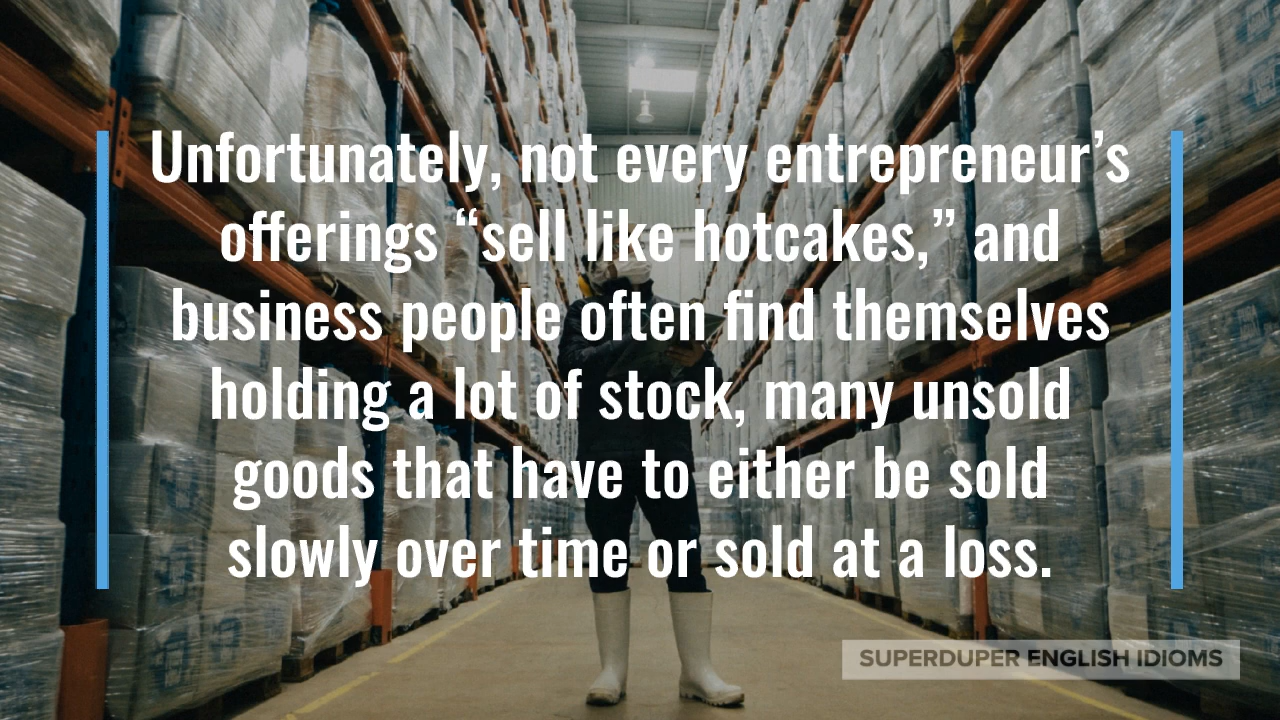 Unfortunately, not every entrepreneur’s
offerings “sell like hotcakes,” and
business people often find themselves
holding a lot of stock, many unsold
goods that have to either be sold
slowly over time or sold at a loss.
SUPERDUPER ENGLISH IDIOMS